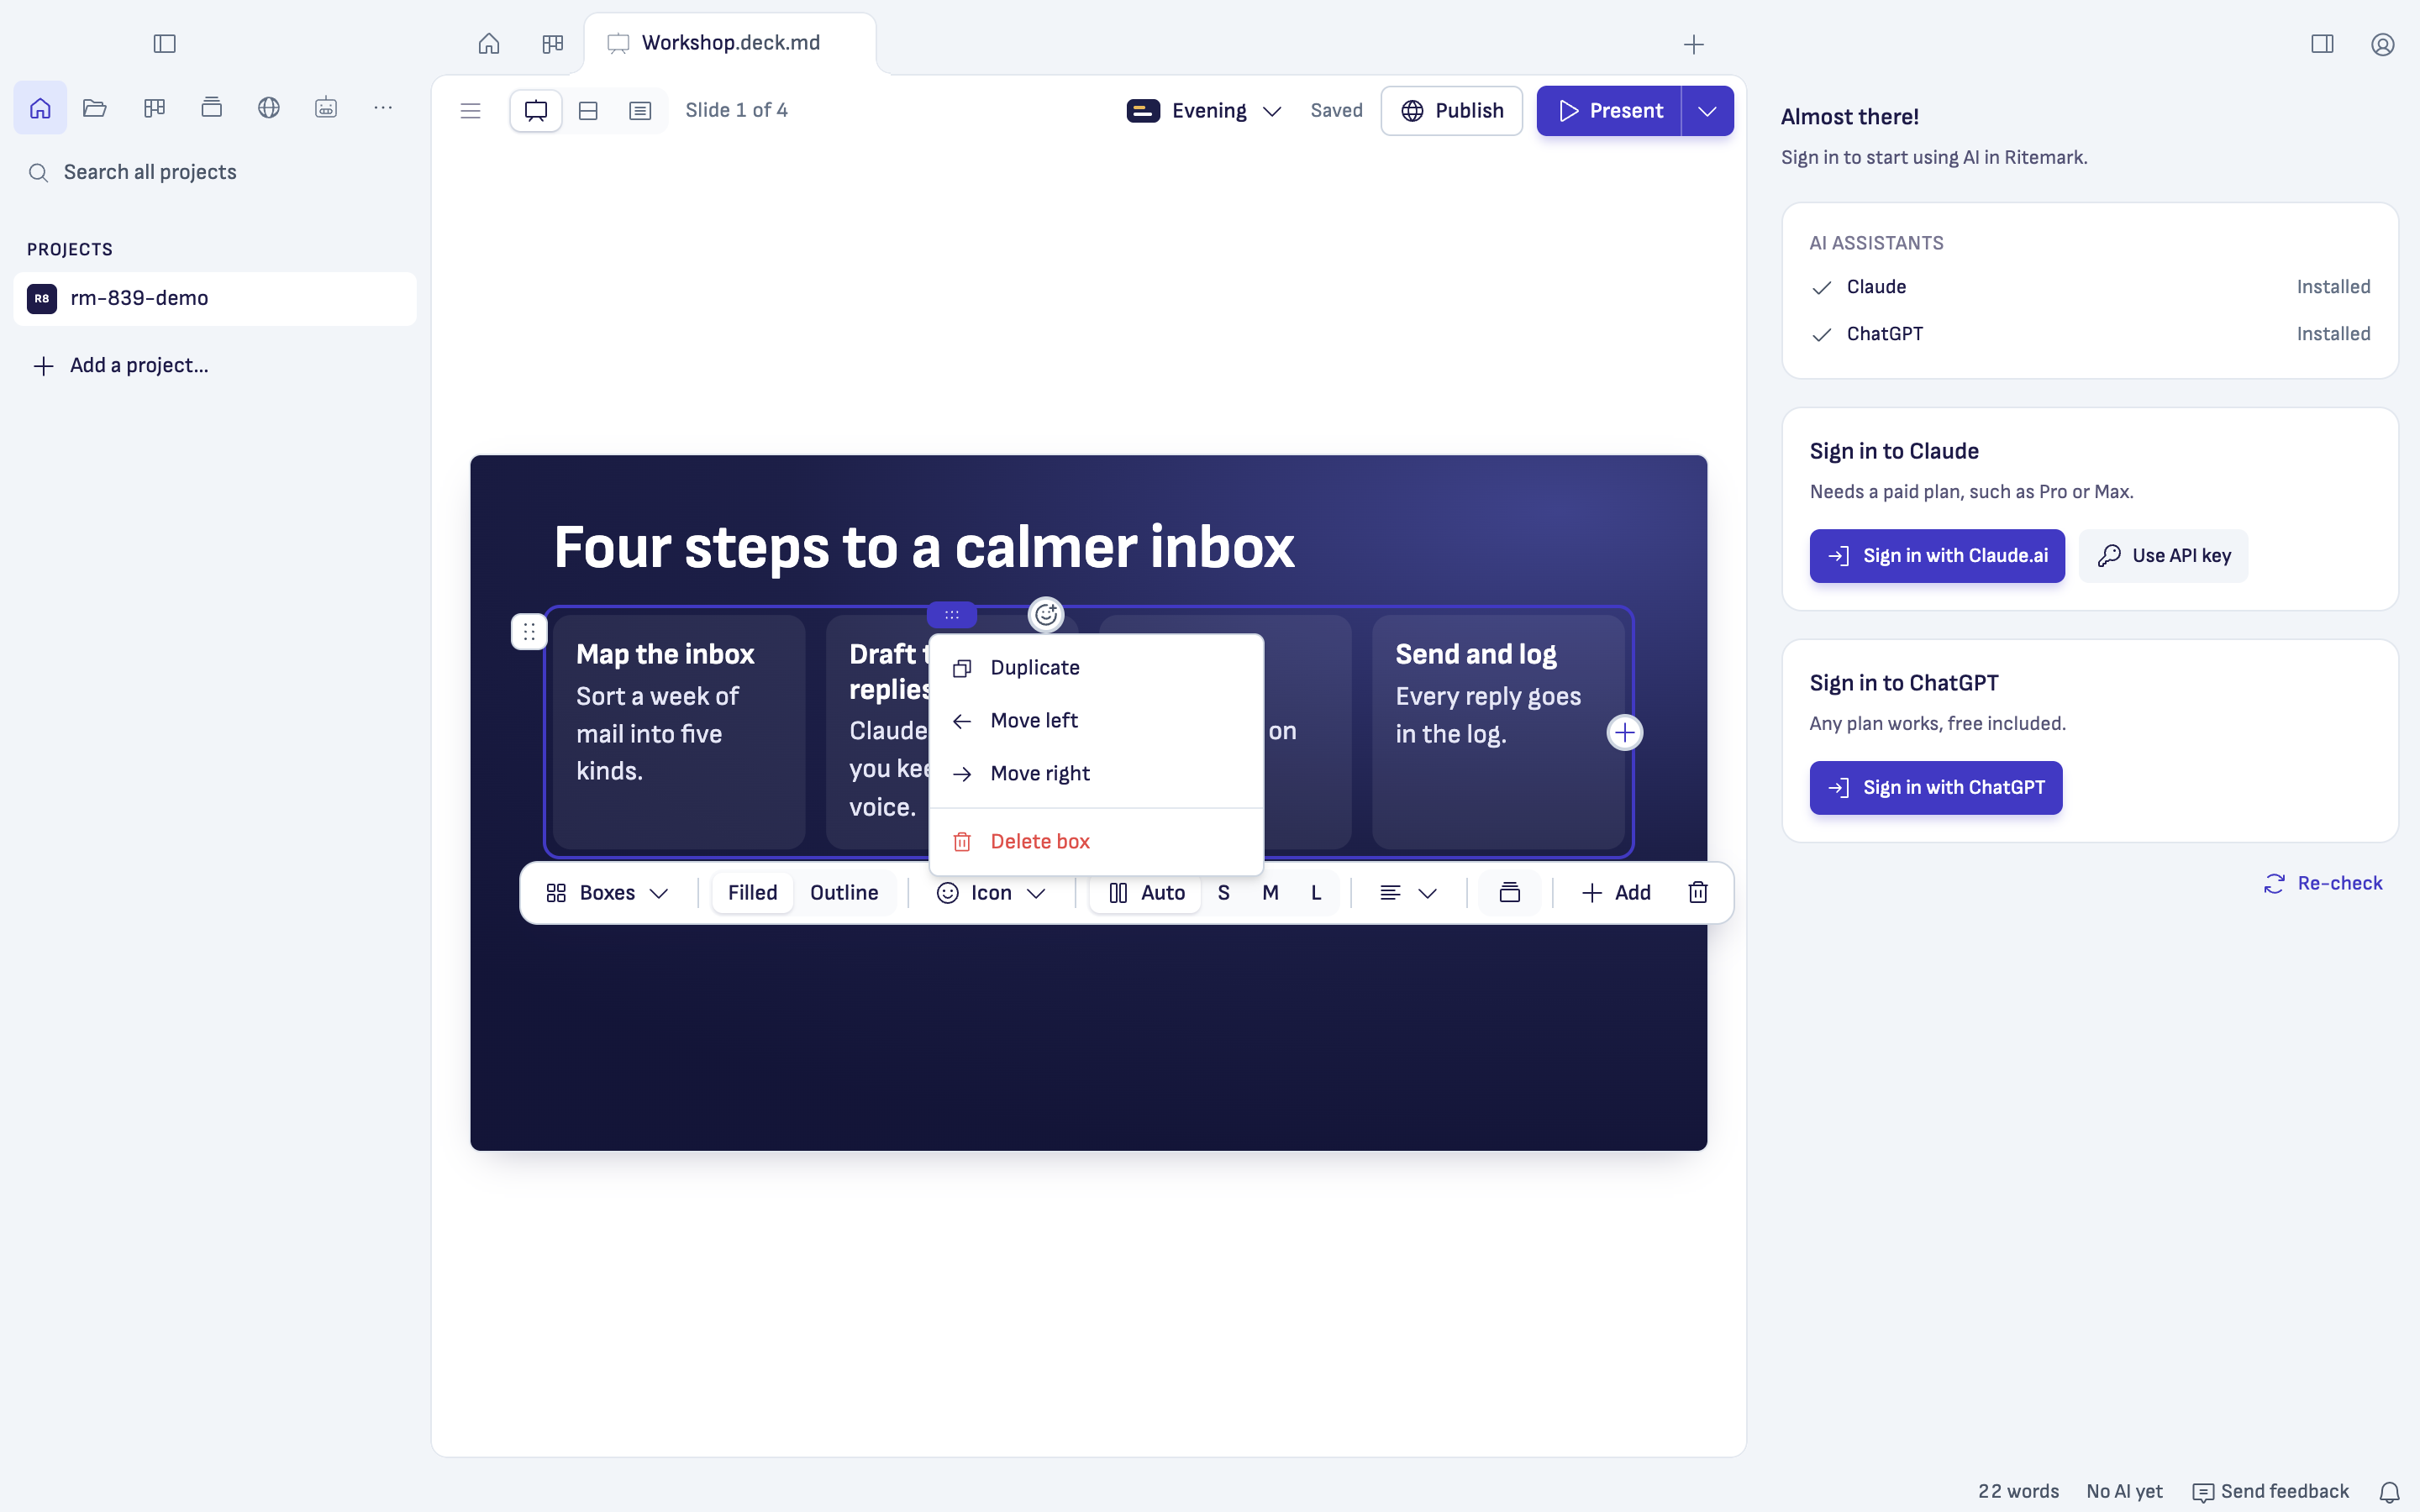 Workshop.deck.md
Search all projects
PROJECTS
R8 rm-839-demo
Add a project...
Slide 1 of 4
Evening
Saved
Publish
Present
Four steps to a calmer inbox
Map the inbox
Sort a week of
mail into five
kinds.
Draft
replies
Claude
you
voice.
on
Send and log
Every reply goes
in the log.
Duplicate
Move left
Move right
Delete box
Boxes
Filled
Outline
Icon
Auto
S
M
L
Add
Almost there!
Sign in to start using AI in Ritemark.
AI ASSISTANTS
Claude Installed
ChatGPT Installed
Sign in to Claude
Needs a paid plan, such as Pro or Max.
Sign in with Claude.ai
Use API key
Sign in to ChatGPT
Any plan works, free included.
Sign in with ChatGPT
Re-check
22 words
No AI yet
Send feedback